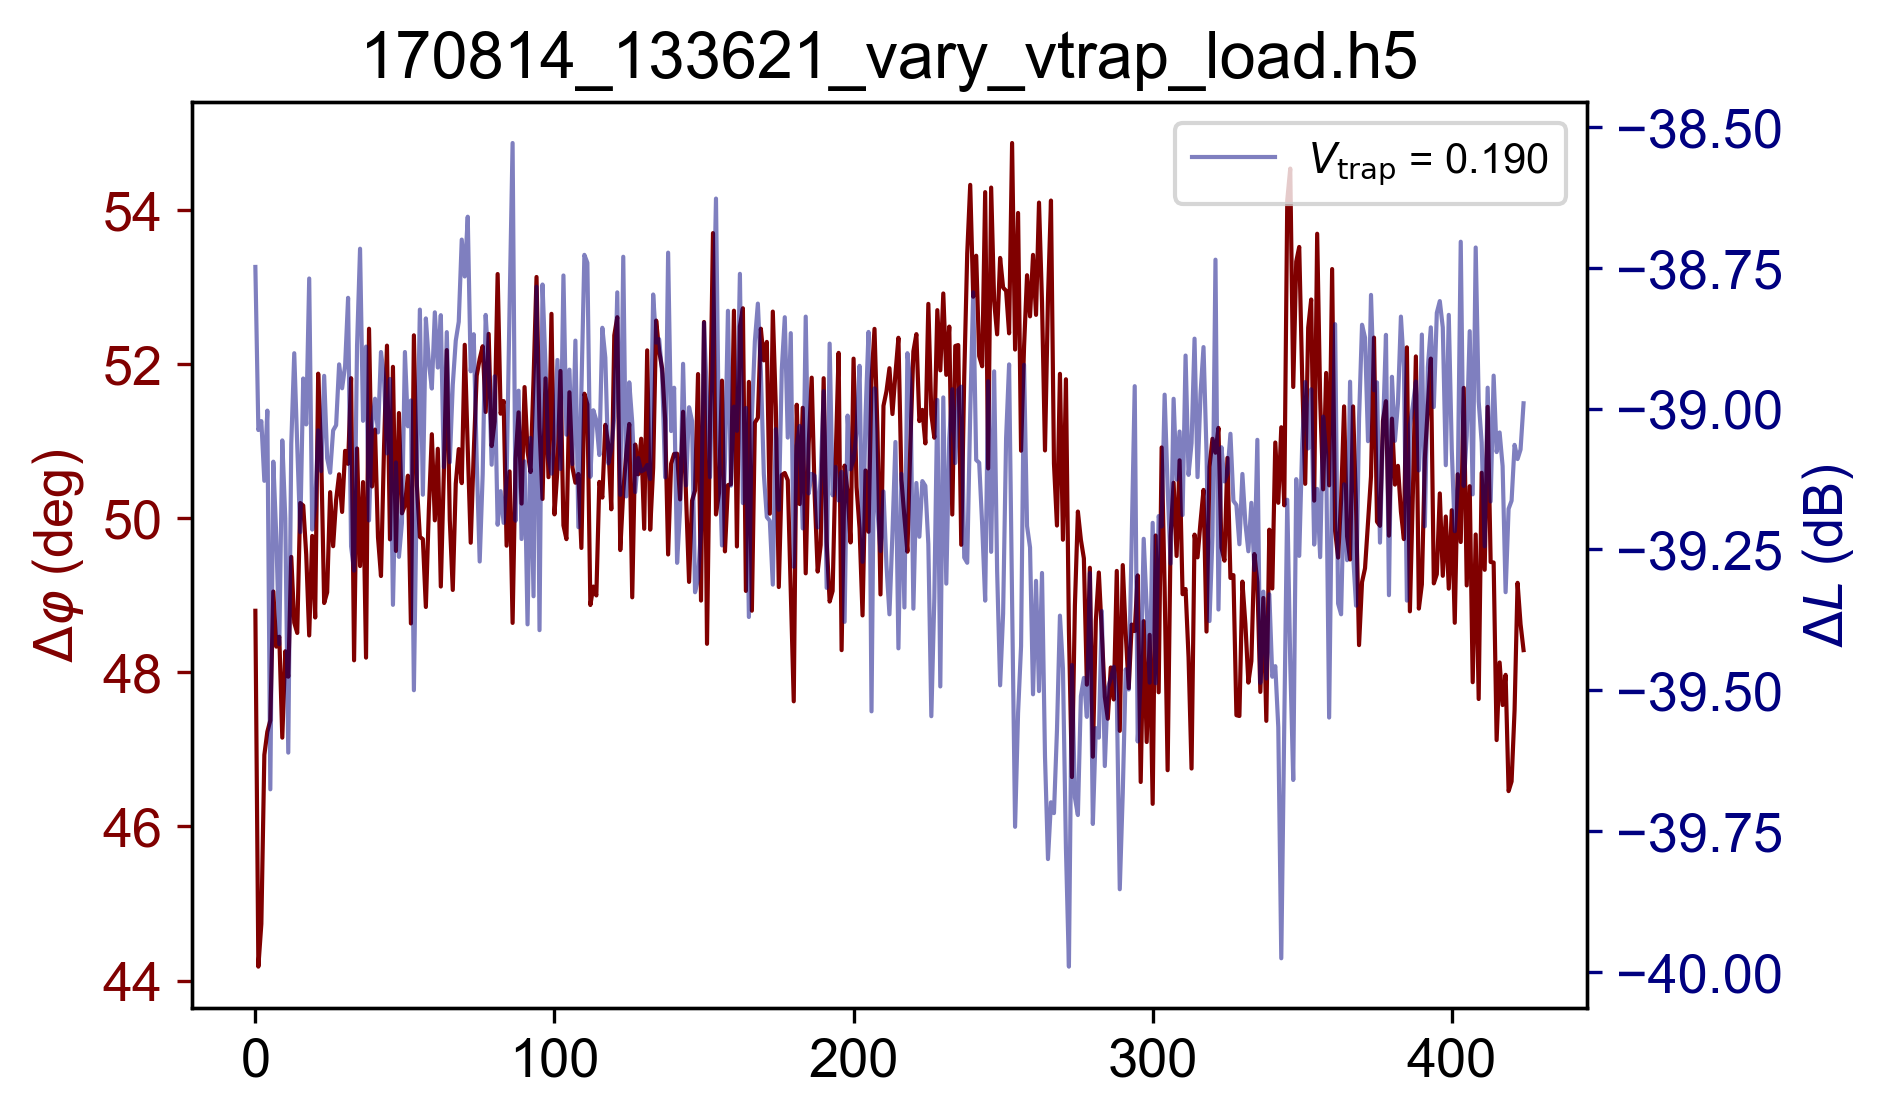 170814_133621_vary_vtrap_load.h5
V_trap = 0.190
54
52
50
48
46
44
Δφ (deg)
−38.50
−38.75
−39.00
−39.25
−39.50
−39.75
−40.00
ΔL (dB)
0 100 200 300 400